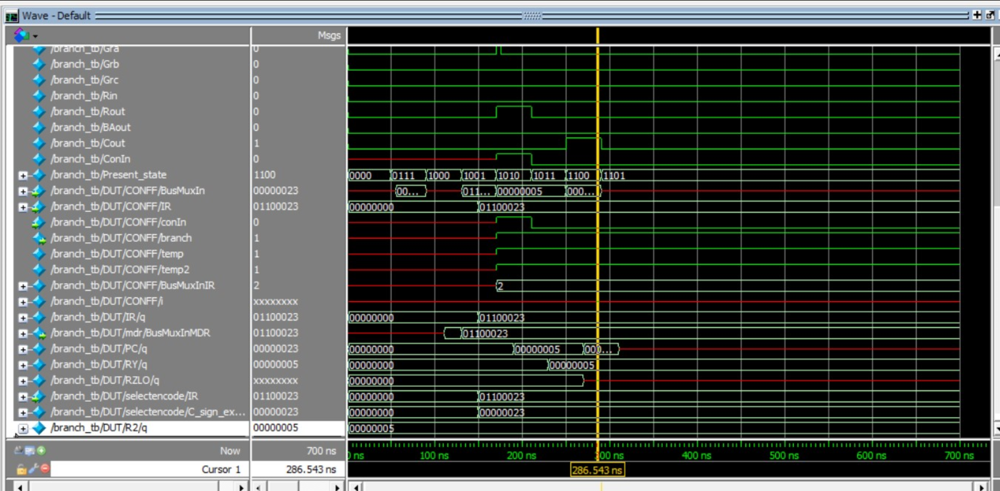 Wave - Default
Msgs
/branch_tb/Gra 0
/branch_tb/Grb 0
/branch_tb/Grc 0
/branch_tb/Rin 0
/branch_tb/Rout 0
/branch_tb/BAout 0
/branch_tb/Cout 1
/branch_tb/ConIn 0
/branch_tb/Present_state 1100 0000 0111 1000 1001 1010 1011 1100 1101
/branch_tb/DUT/CONFF/BusMuxIn 00000023 00... 011... 00000005 000...
/branch_tb/DUT/CONFF/IR 01100023 00000000 01100023
/branch_tb/DUT/CONFF/conIn 0
/branch_tb/DUT/CONFF/branch 1
/branch_tb/DUT/CONFF/temp 1
/branch_tb/DUT/CONFF/temp2 1
/branch_tb/DUT/CONFF/BusMuxInIR 2 2
/branch_tb/DUT/CONFF/i xxxxxxxx
/branch_tb/DUT/IR/q 01100023 00000000 01100023
/branch_tb/DUT/mdr/BusMuxInMDR 01100023 01100023
/branch_tb/DUT/PC/q 00000023 00000000 00000005 000...
/branch_tb/DUT/RY/q 00000005 00000000 00000005
/branch_tb/DUT/RZLO/q xxxxxxxx 00000000
/branch_tb/DUT/selectencode/IR 01100023 00000000 01100023
/branch_tb/DUT/selectencode/C_sign_ex... 00000023 00000000 00000023
/branch_tb/DUT/R2/q 00000005 00000005
Now 700 ns 0 ns 100 ns 200 ns 300 ns 400 ns 500 ns 600 ns 700 ns
Cursor 1 286.543 ns 286.543 ns